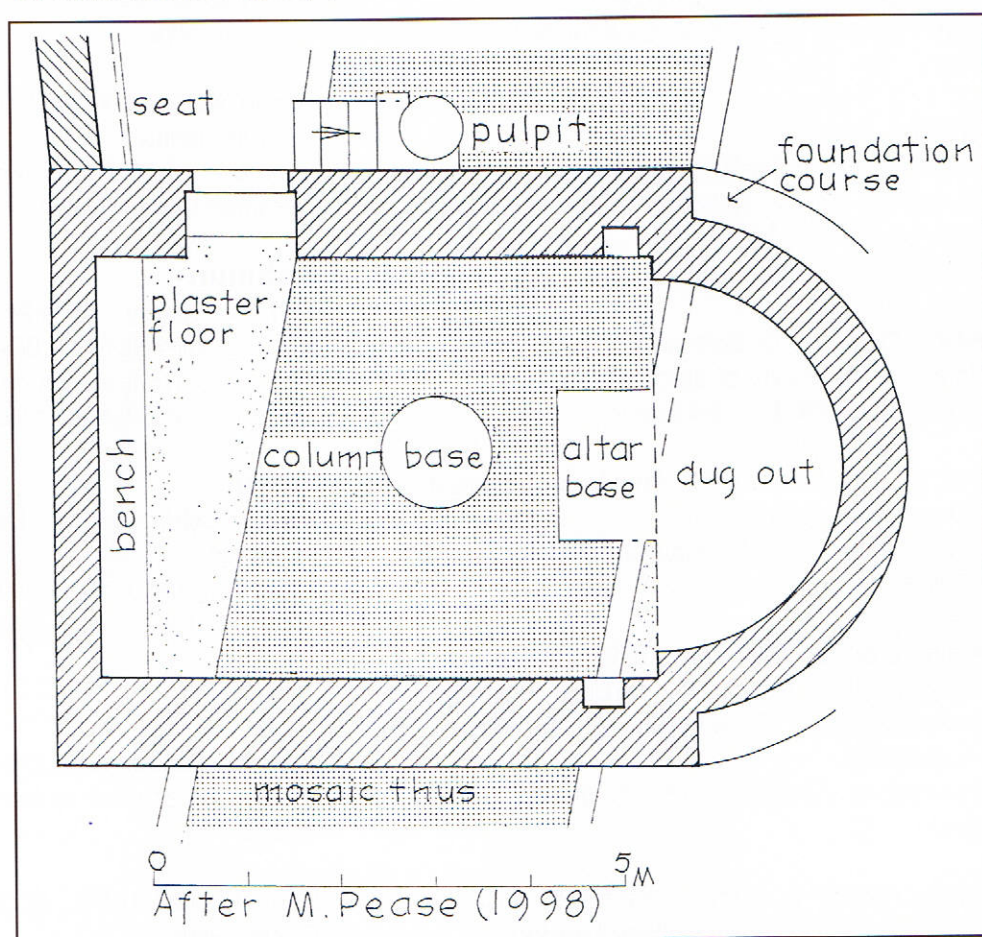 seat
pulpit
foundation
course
plaster
floor
bench
column base
altar
base
dug out
mosaic thus
0 5M
After M. Pease (1998)